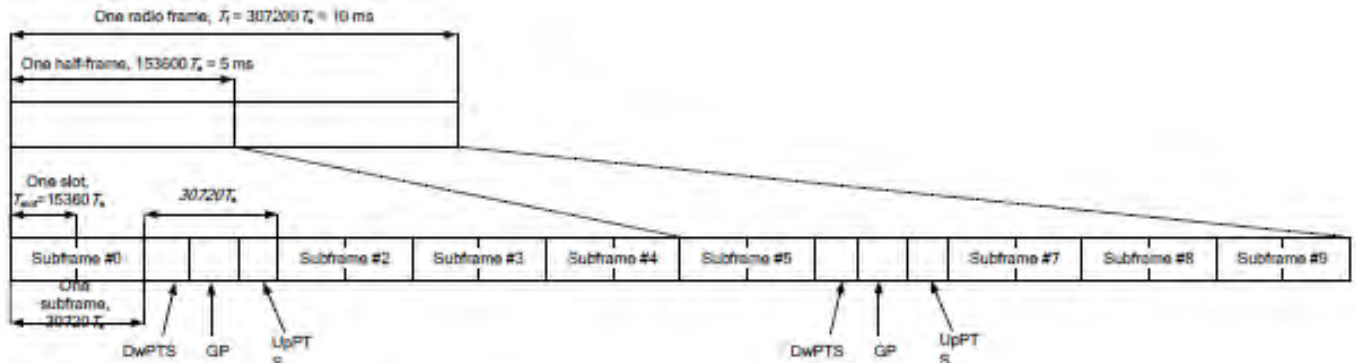 One radio frame, Tf = 307200 Ts = 10 ms
One half-frame, 153600 Ts = 5 ms
One slot,
Tslot=15360 Ts
30720Ts
Subframe #0
Subframe #2
Subframe #3
Subframe #4
Subframe #5
Subframe #7
Subframe #8
Subframe #9
One
subframe,
30720 Ts
DwPTS
GP
UpPT
S
DwPTS
GP
UpPT
S